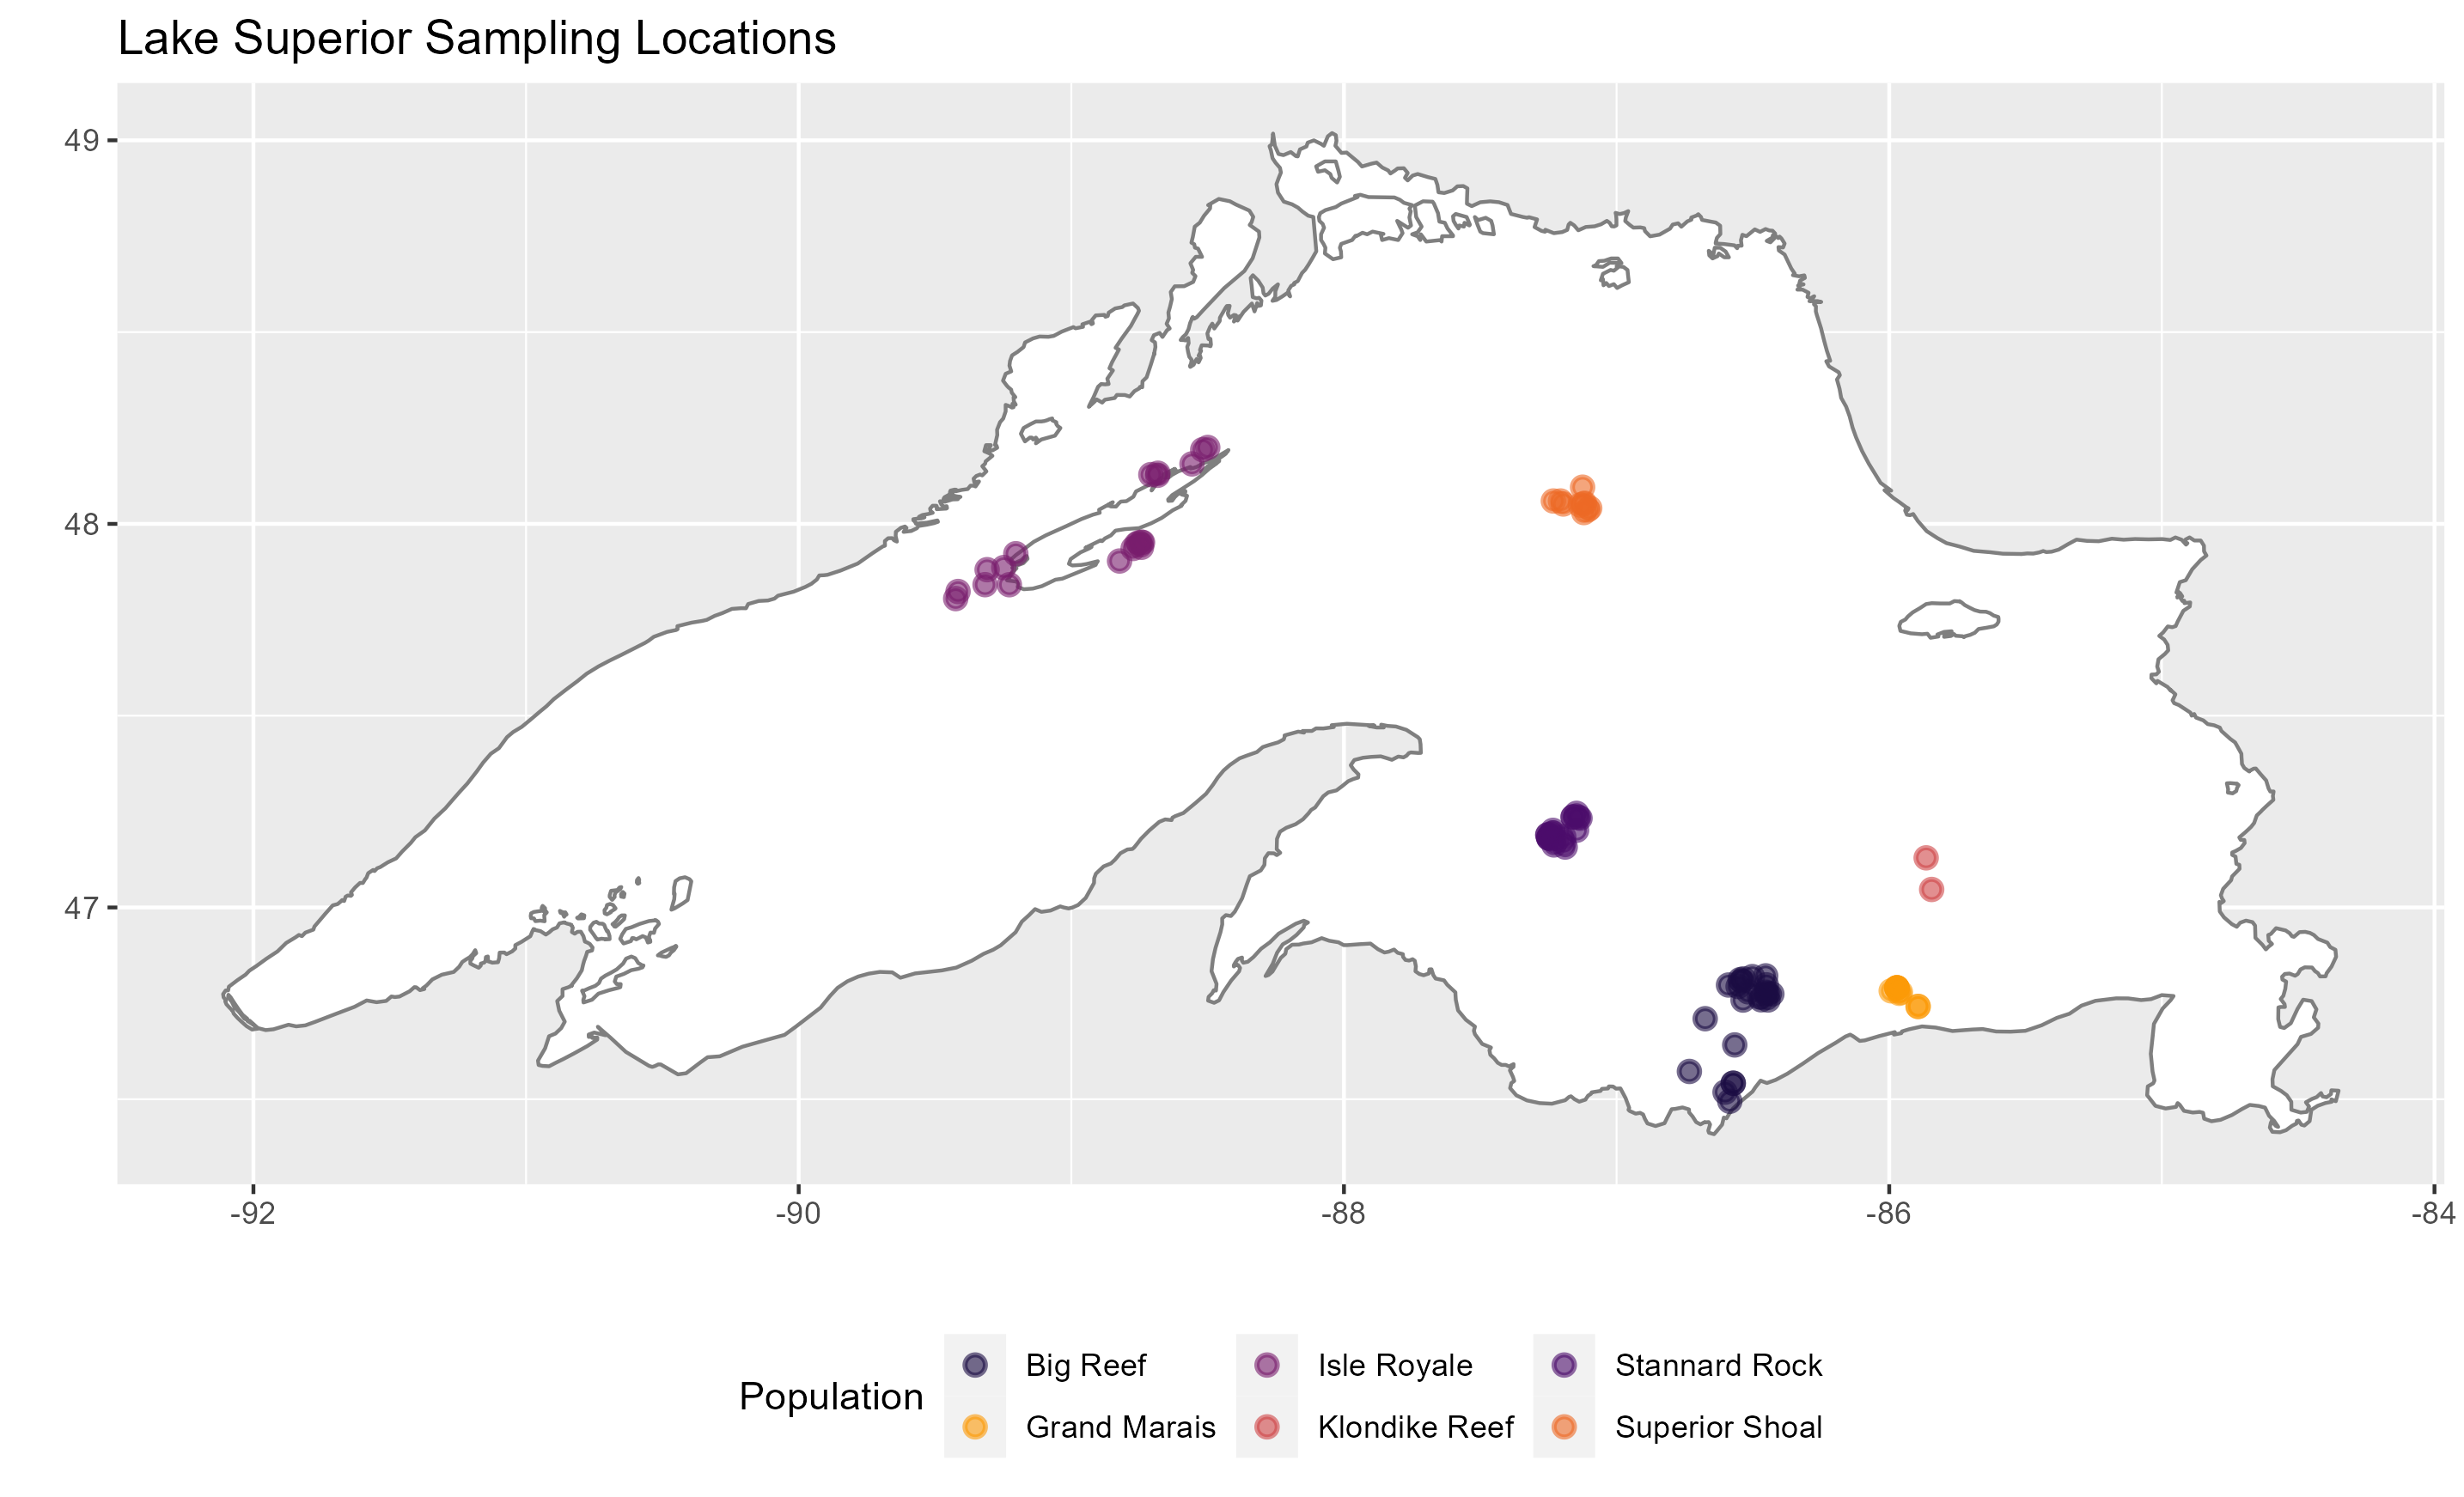 Lake Superior Sampling Locations
49
48
47
-92 -90 -88 -86 -84
Population
Big Reef Isle Royale Stannard Rock
Grand Marais Klondike Reef Superior Shoal